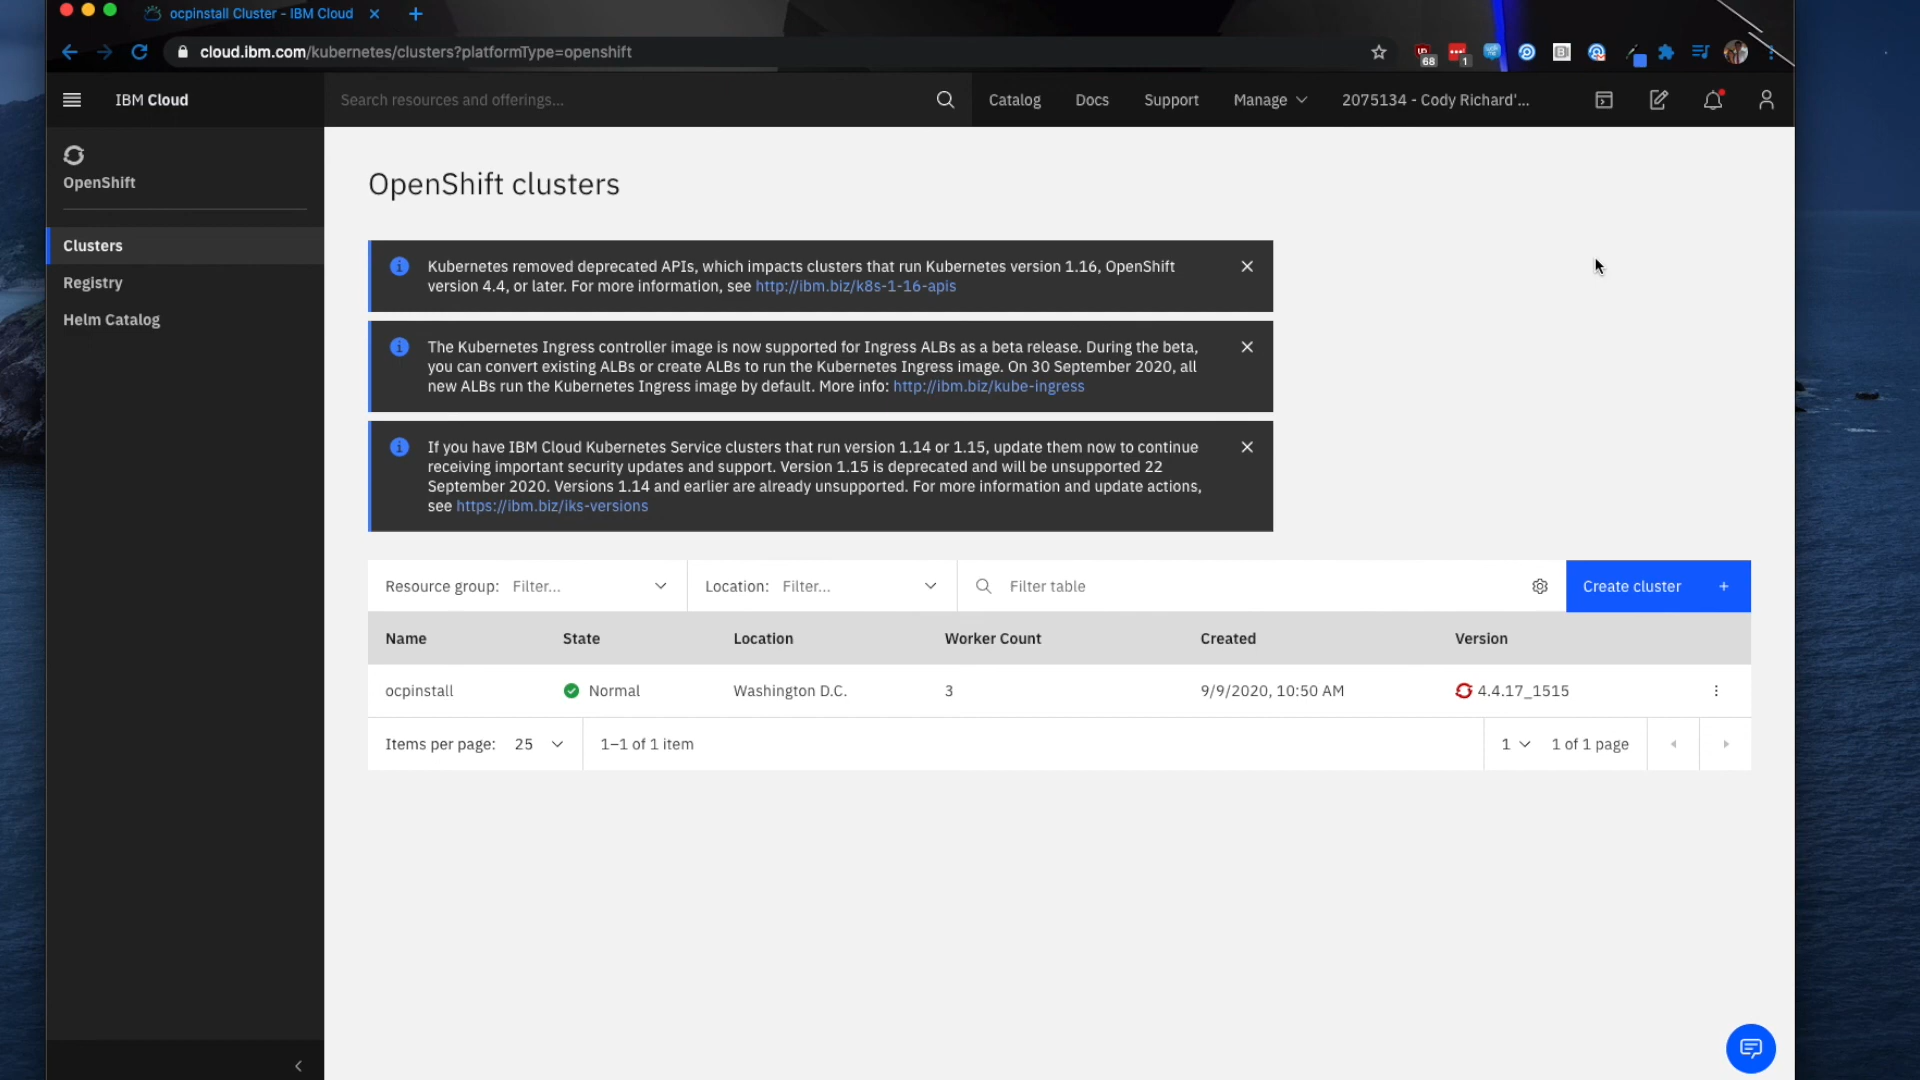 ocpinstall Cluster - IBM Cloud
cloud.ibm.com/kubernetes/clusters?platformType=openshift
68
1
IBM Cloud
Search resources and offerings...
Catalog
Docs
Support
Manage
2075134 - Cody Richard'...
OpenShift
Clusters
Registry
Helm Catalog
OpenShift clusters
Kubernetes removed deprecated APIs, which impacts clusters that run Kubernetes version 1.16, OpenShift
version 4.4, or later. For more information, see http://ibm.biz/k8s-1-16-apis
The Kubernetes Ingress controller image is now supported for Ingress ALBs as a beta release. During the beta,
you can convert existing ALBs or create ALBs to run the Kubernetes Ingress image. On 30 September 2020, all
new ALBs run the Kubernetes Ingress image by default. More info: http://ibm.biz/kube-ingress
If you have IBM Cloud Kubernetes Service clusters that run version 1.14 or 1.15, update them now to continue
receiving important security updates and support. Version 1.15 is deprecated and will be unsupported 22
September 2020. Versions 1.14 and earlier are already unsupported. For more information and update actions,
see https://ibm.biz/iks-versions
Resource group: Filter...
Location: Filter...
Filter table
Create cluster +
Name State Location Worker Count Created Version
ocpinstall Normal Washington D.C. 3 9/9/2020, 10:50 AM 4.4.17_1515
Items per page: 25
1–1 of 1 item
1
1 of 1 page